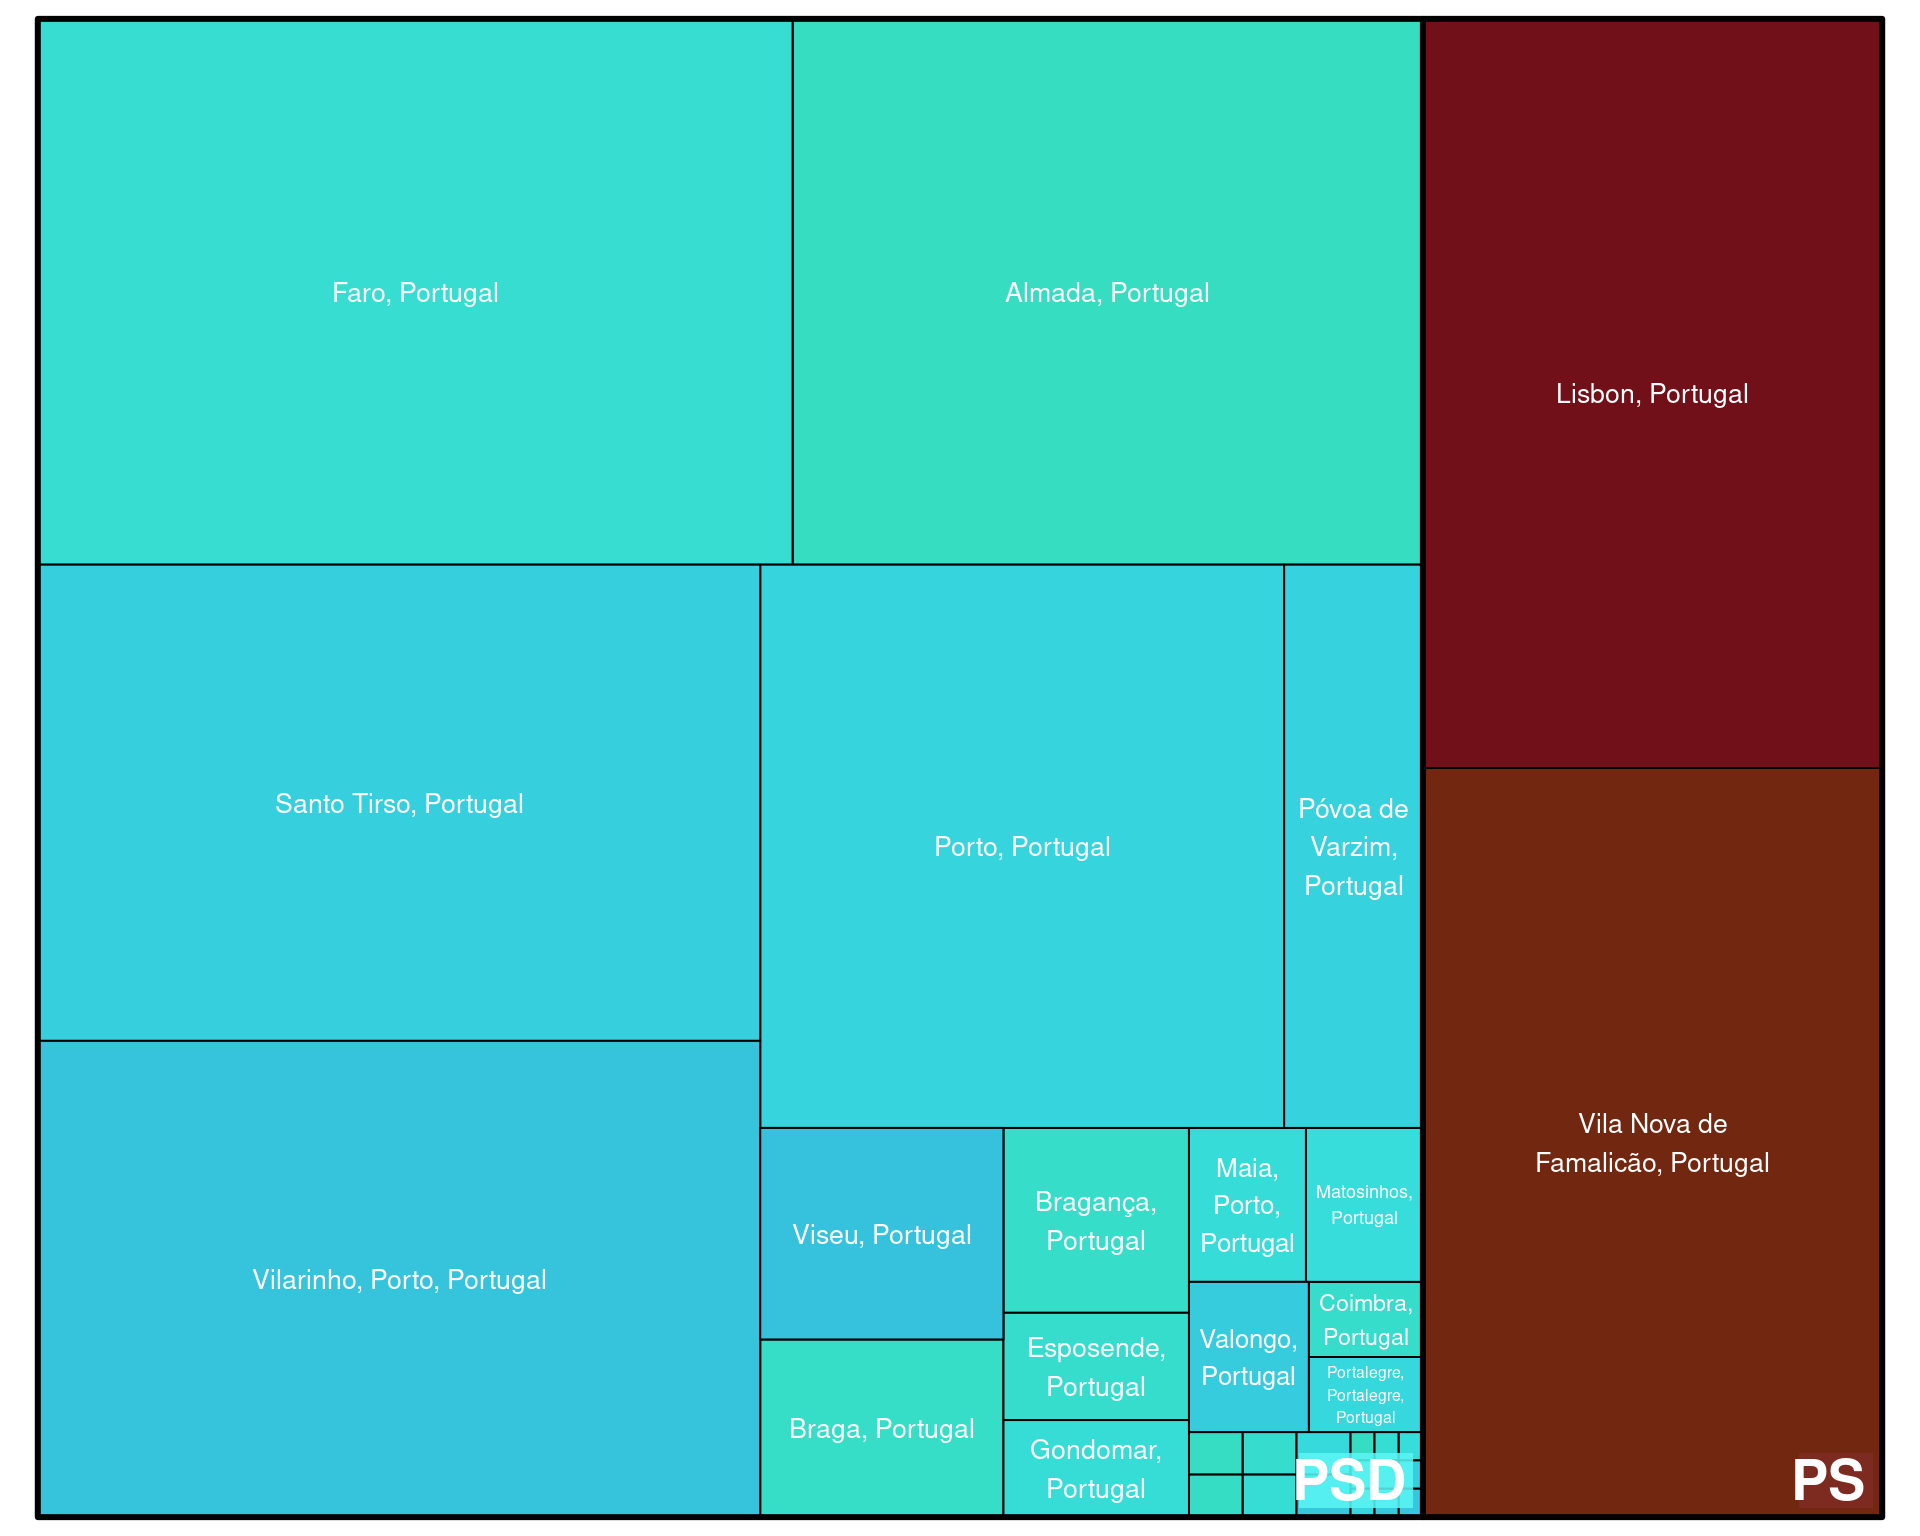 Faro, Portugal
Almada, Portugal
Lisbon, Portugal
Santo Tirso, Portugal
Porto, Portugal
Póvoa de
Varzim,
Portugal
Vila Nova de
Famalicão, Portugal
Vilarinho, Porto, Portugal
Viseu, Portugal
Bragança,
Portugal
Maia,
Porto,
Portugal
Matosinhos,
Portugal
Valongo,
Portugal
Coimbra,
Portugal
Portalegre,
Portalegre,
Portugal
Esposende,
Portugal
Braga, Portugal
Gondomar,
Portugal
PSD
PS